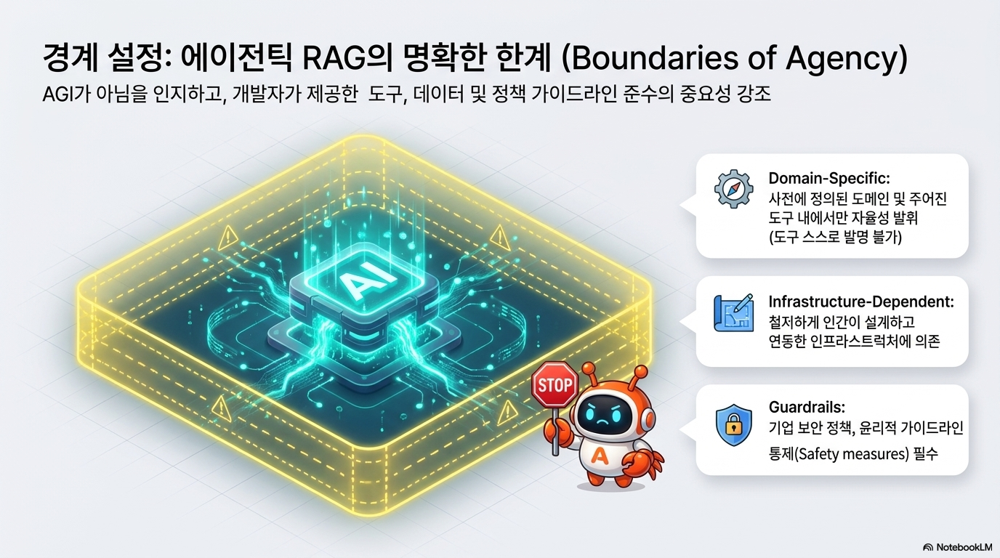 경계 설정: 에이전틱 RAG의 명확한 한계 (Boundaries of Agency)
AGI가 아님을 인지하고, 개발자가 제공한 도구, 데이터 및 정책 가이드라인 준수의 중요성 강조
AI
STOP
A
Domain-Specific:
사전에 정의된 도메인 및 주어진
도구 내에서만 자율성 발휘
(도구 스스로 발명 불가)
Infrastructure-Dependent:
철저하게 인간이 설계하고
연동한 인프라스트럭처에 의존
Guardrails:
기업 보안 정책, 윤리적 가이드라인
통제(Safety measures) 필수
NotebookLM